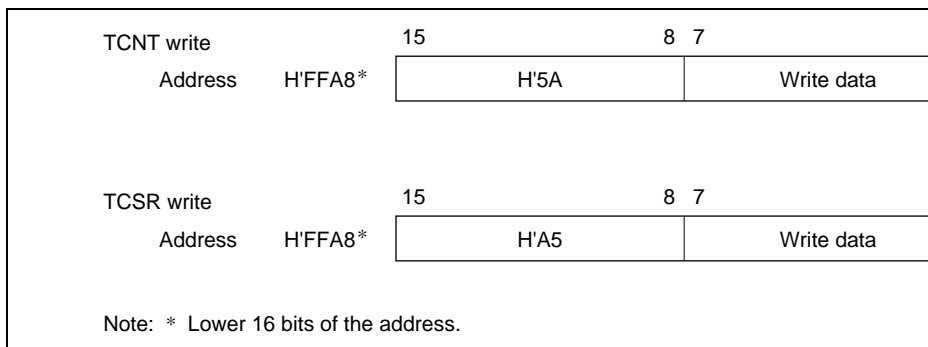 TCNT write 15 8 7
Address H'FFA8* H'5A Write data
TCSR write 15 8 7
Address H'FFA8* H'A5 Write data
Note: * Lower 16 bits of the address.